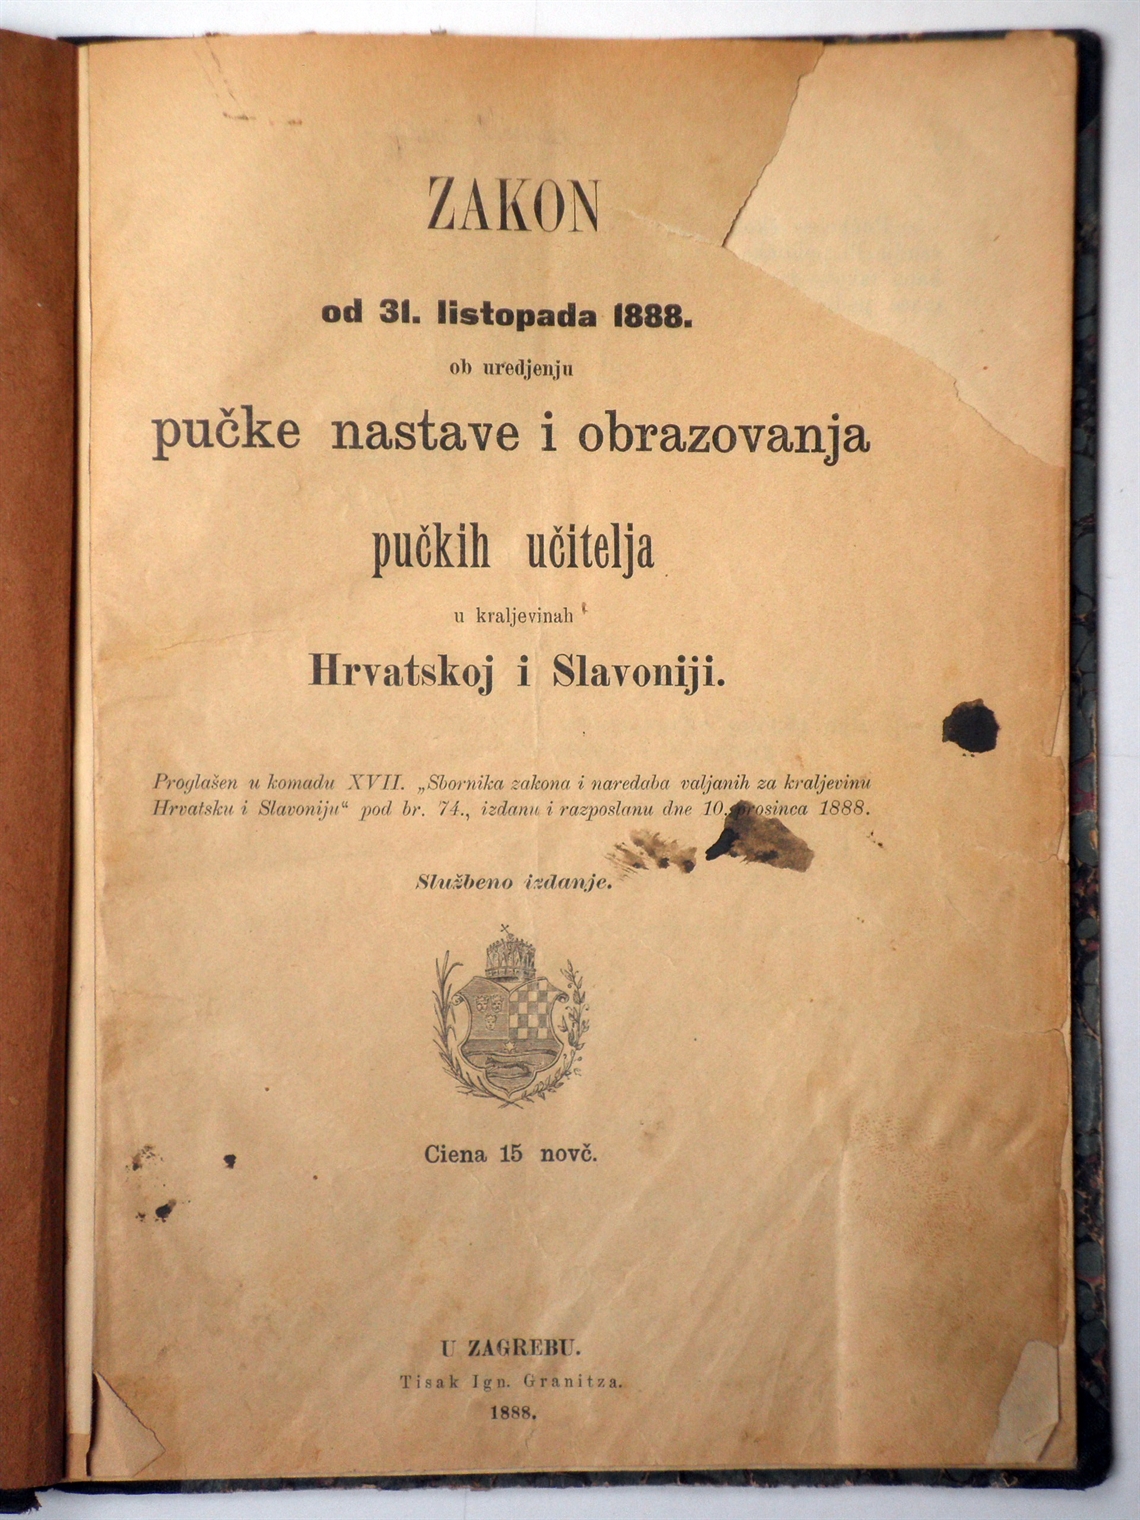 ZAKON
od 31. listopada 1888.
ob uredjenju
pučke nastave i obrazovanja
pučkih učitelja
u kraljevinah
Hrvatskoj i Slavoniji.
Proglašen u komadu XVII. „Sbornika zakona i naredaba valjanih za kraljevinu
Hrvatsku i Slavoniju“ pod br. 74., izdanu i razposlanu dne 10. prosinca 1888.
Službeno izdanje.
Ciena 15 novč.
U ZAGREBU.
Tisak Ign. Granitza.
1888.